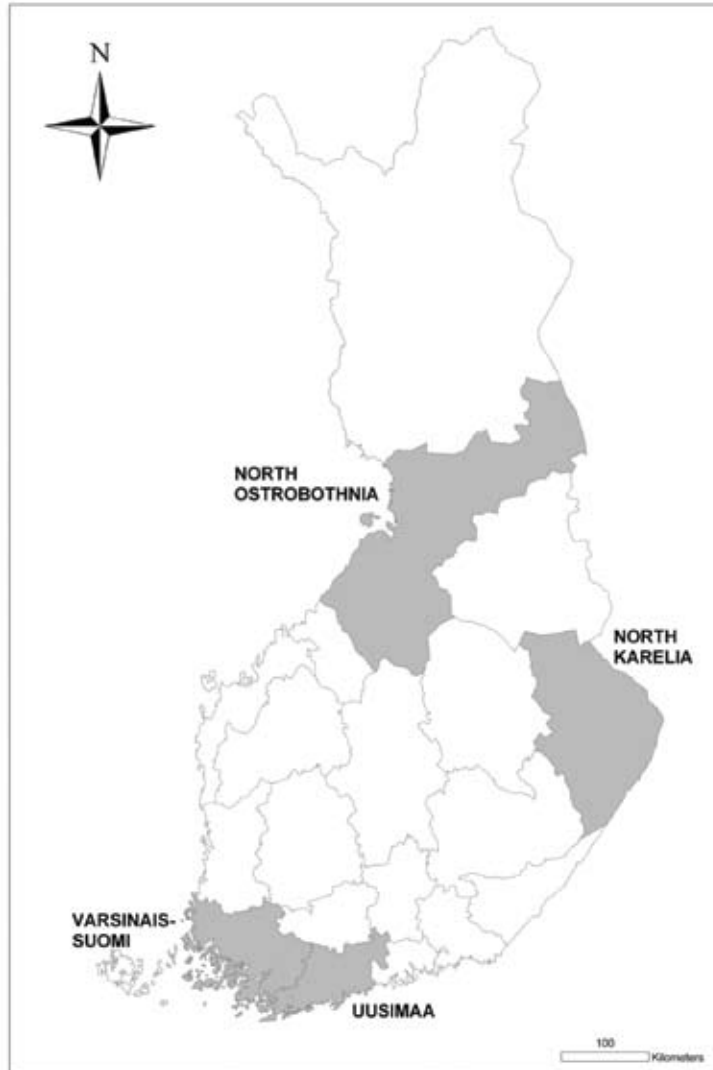 N
NORTH
OSTROBOTHNIA
NORTH
KARELIA
VARSINAIS-
SUOMI
UUSIMAA
100
Kilometers